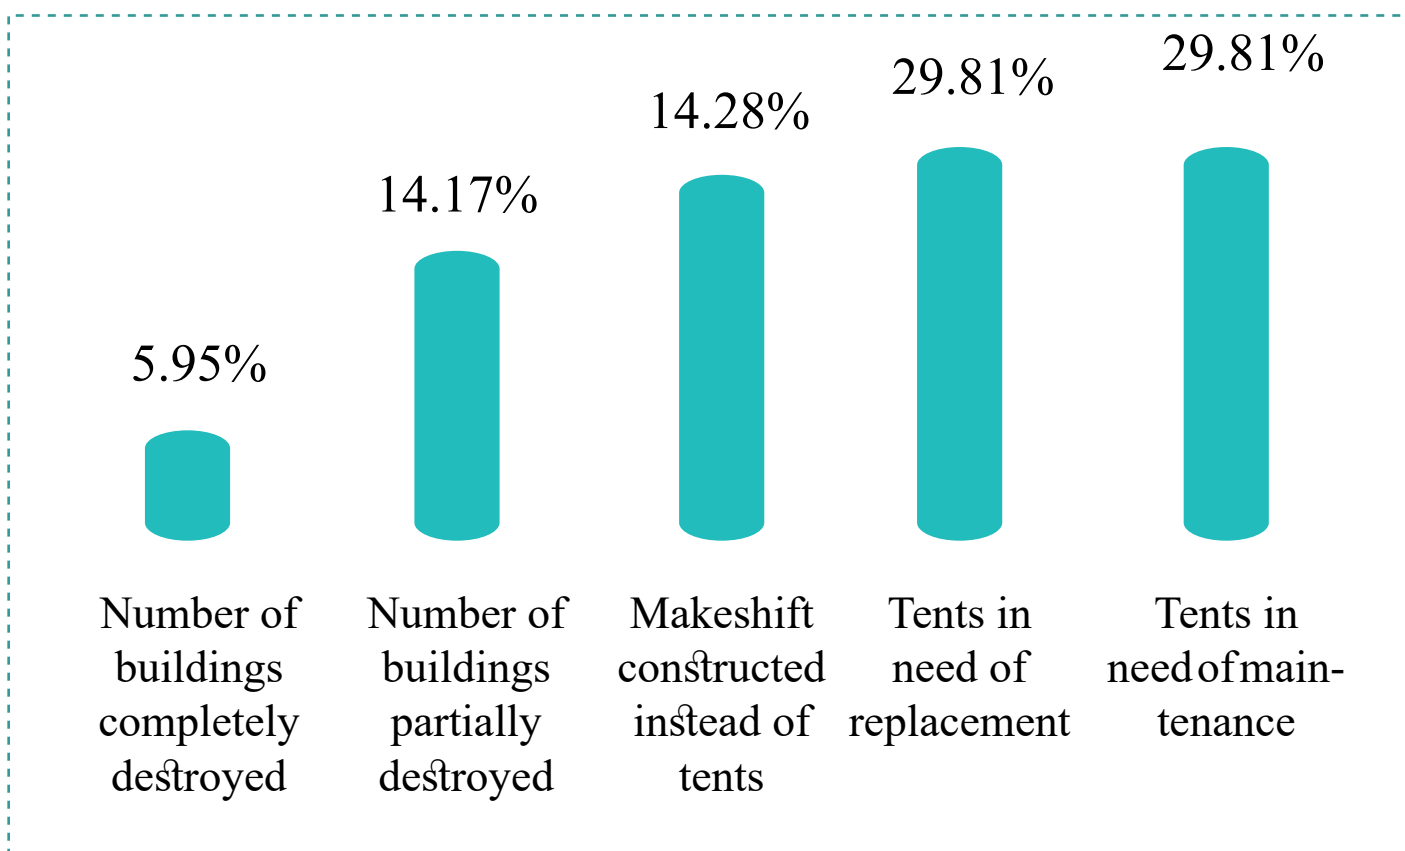 5.95%
14.17%
14.28%
29.81%
29.81%
Number of
buildings
completely
destroyed
Number of
buildings
partially
destroyed
Makeshift
constructed
instead of
tents
Tents in
need of
replacement
Tents in
need of main-
tenance